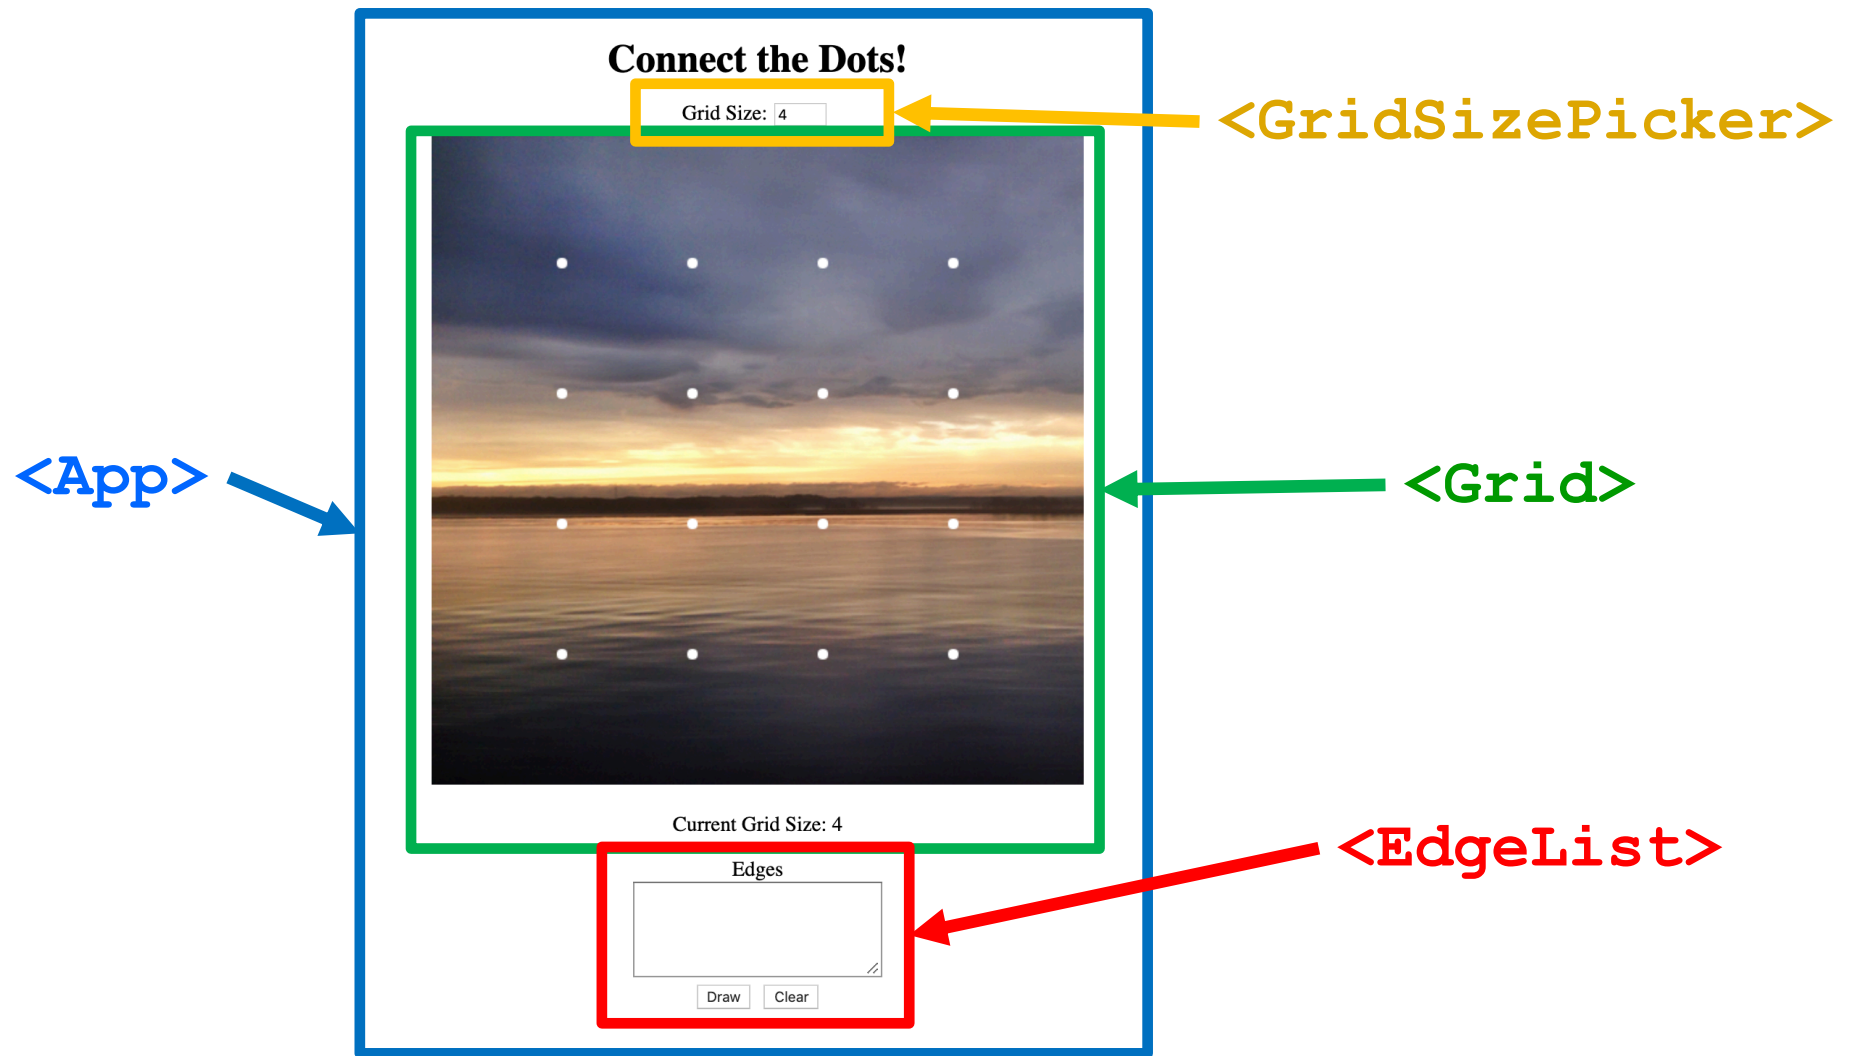 Connect the Dots!
Grid Size: 4
<GridSizePicker>
<App>
<Grid>
Current Grid Size: 4
<EdgeList>
Edges
Draw Clear